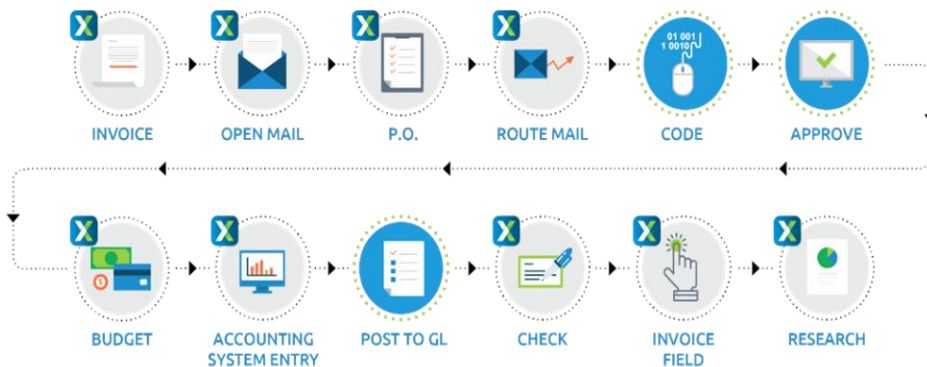 01 001
1 0010
INVOICE
OPEN MAIL
P.O.
ROUTE MAIL
CODE
APPROVE
BUDGET
ACCOUNTING
SYSTEM ENTRY
POST TO GL
CHECK
INVOICE
FIELD
RESEARCH